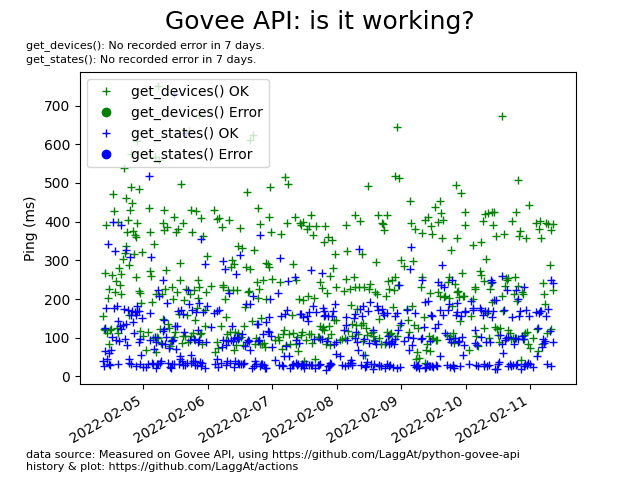 Govee API: is it working?
get_devices(): No recorded error in 7 days.
get_states(): No recorded error in 7 days.
get_devices() OK
get_devices() Error
get_states() OK
get_states() Error
Ping (ms)
700
600
500
400
300
200
100
0
2022-02-05
2022-02-06
2022-02-07
2022-02-08
2022-02-09
2022-02-10
2022-02-11
data source: Measured on Govee API, using https://github.com/LaggAt/python-govee-api
history & plot: https://github.com/LaggAt/actions